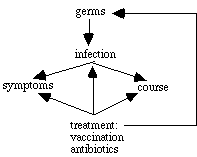 germs
infection
symptoms
course
treatment:
vaccination
antibiotics